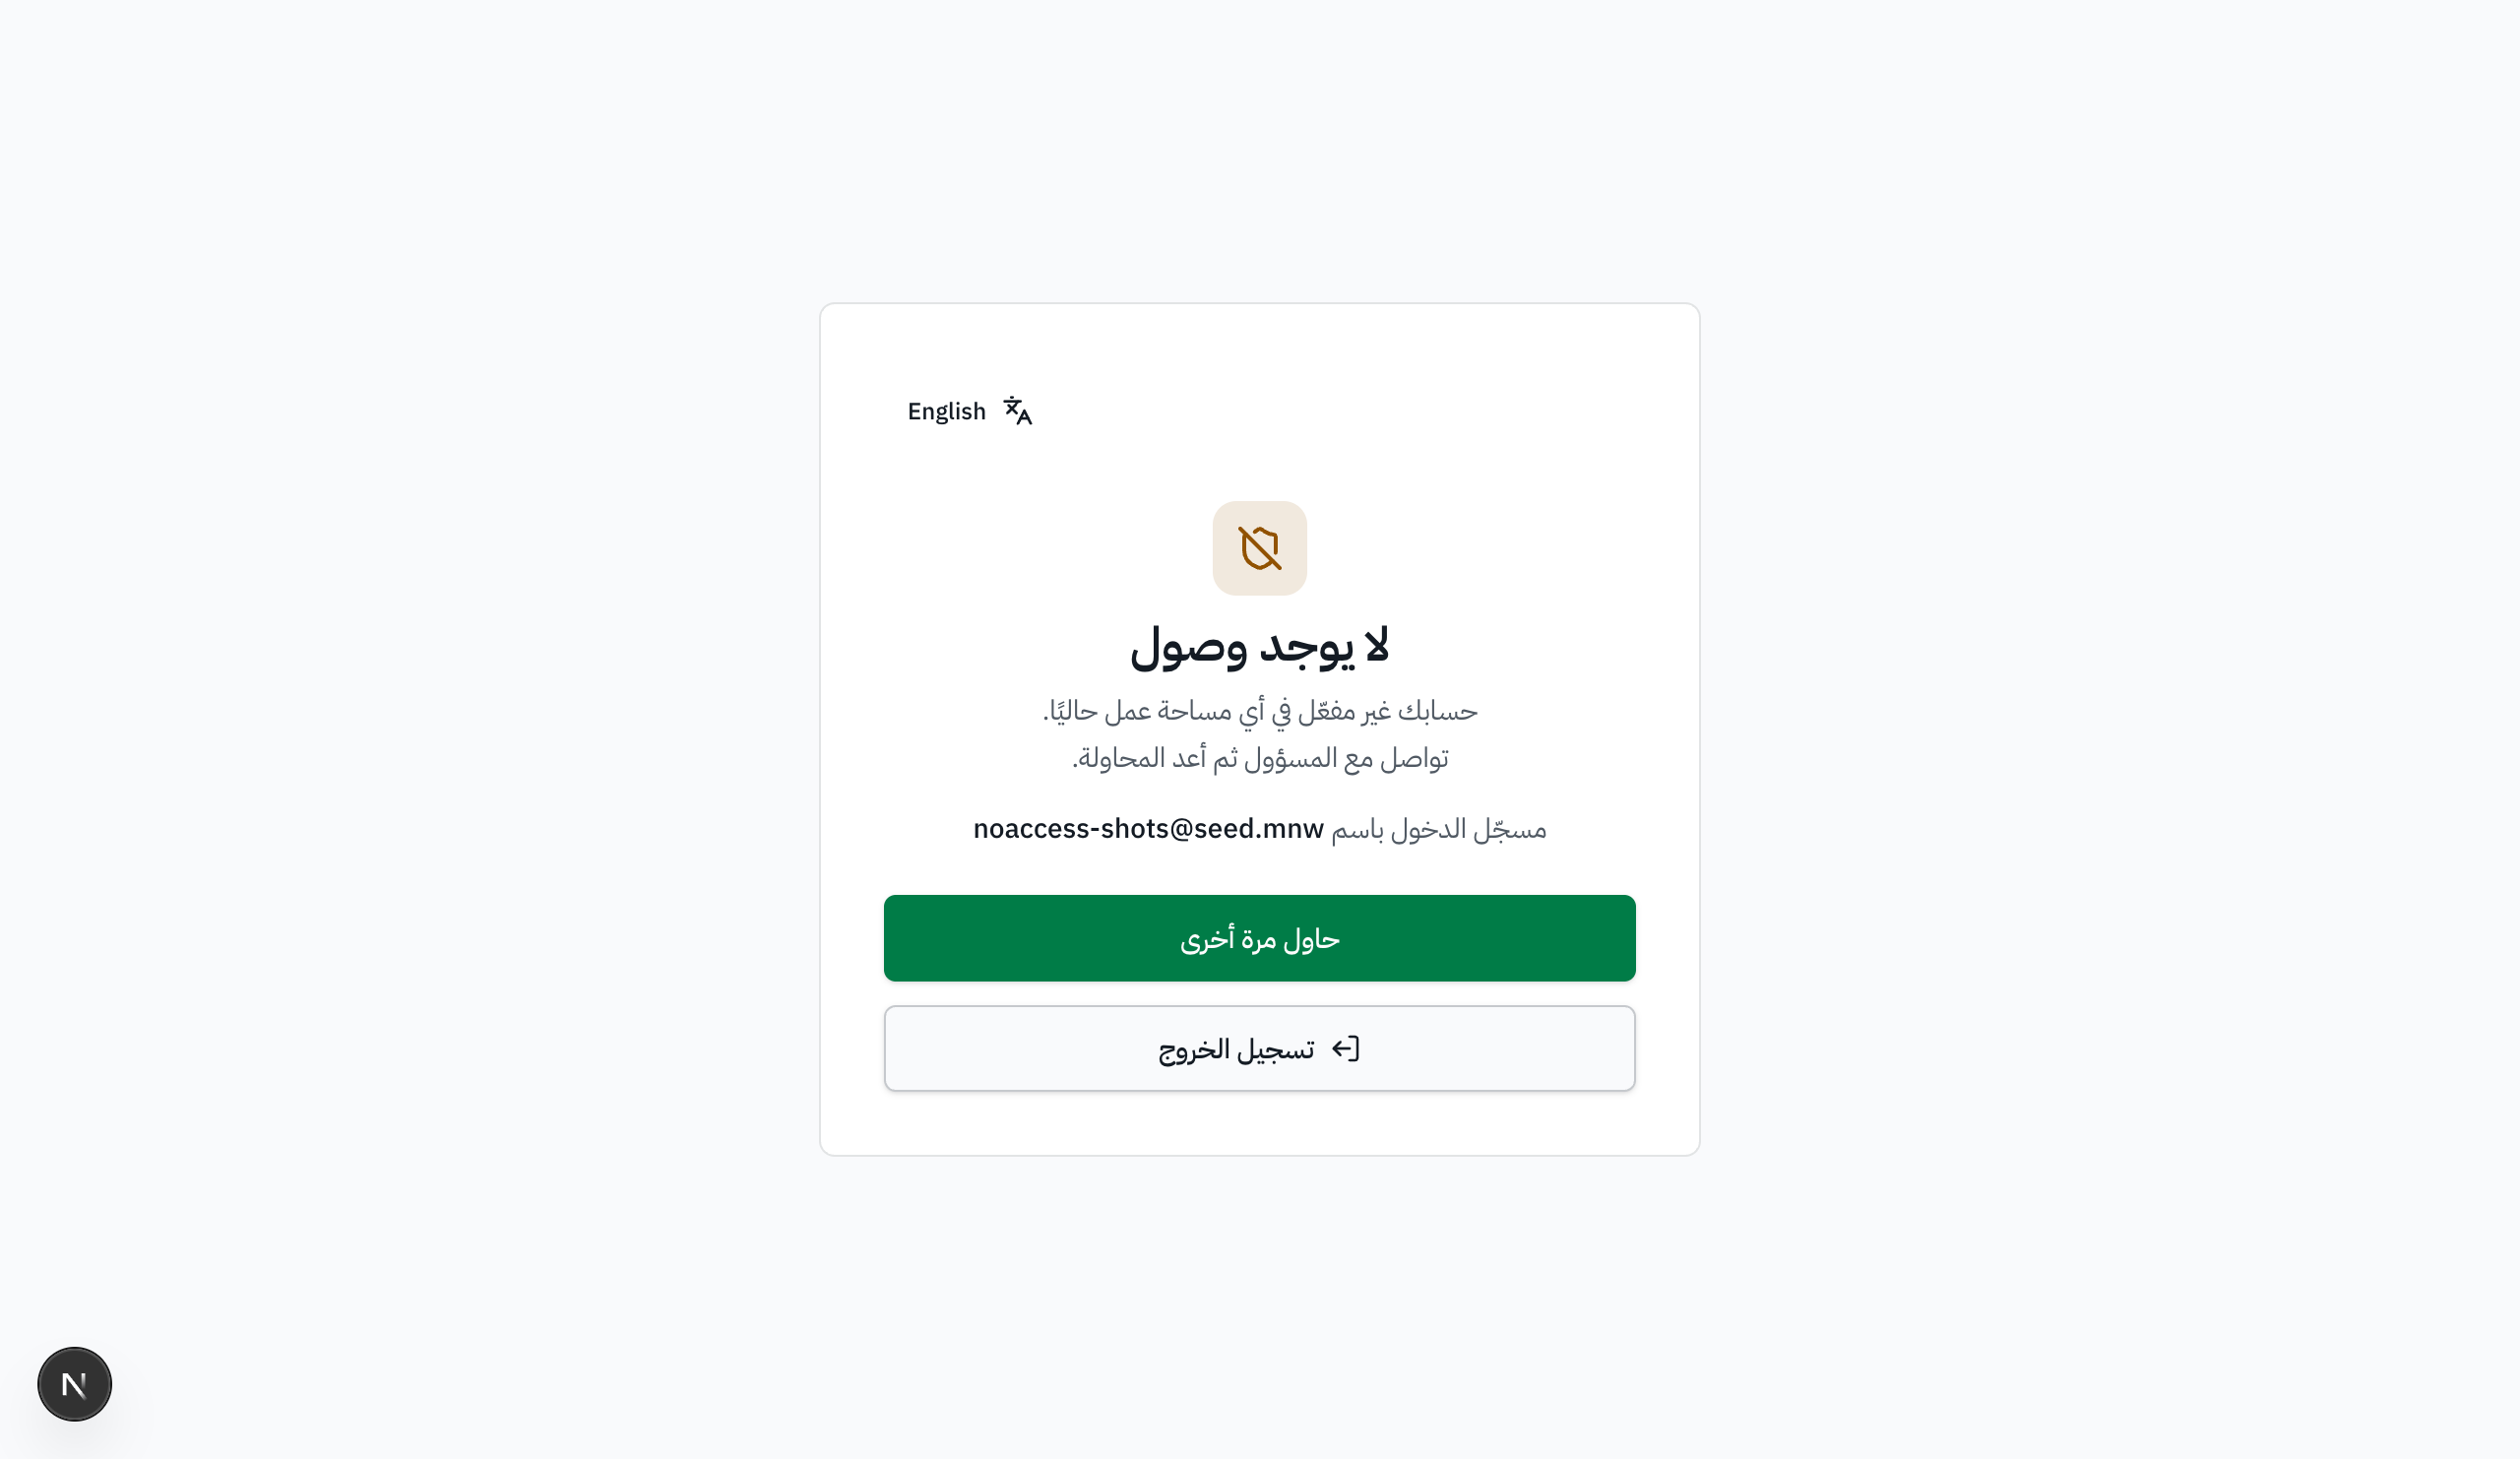 English
لا يوجد وصول
حسابك غير مفعّل في أي مساحة عمل حاليًا.
تواصل مع المسؤول ثم أعد المحاولة.
مسجّل الدخول باسم noaccess-shots@seed.mnw
حاول مرة أخرى
تسجيل الخروج
N